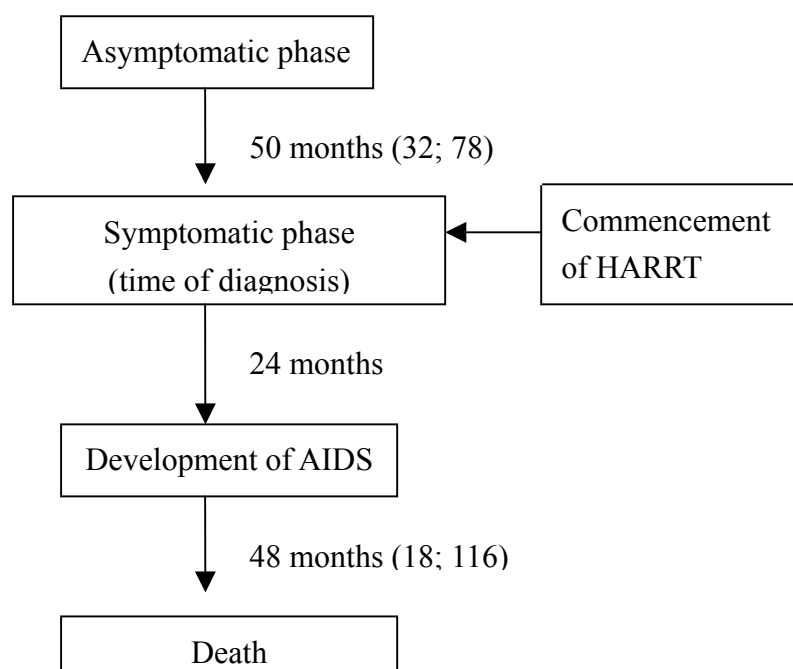 Asymptomatic phase
50 months (32; 78)
Symptomatic phase
(time of diagnosis)
Commencement
of HARRT
24 months
Development of AIDS
48 months (18; 116)
Death